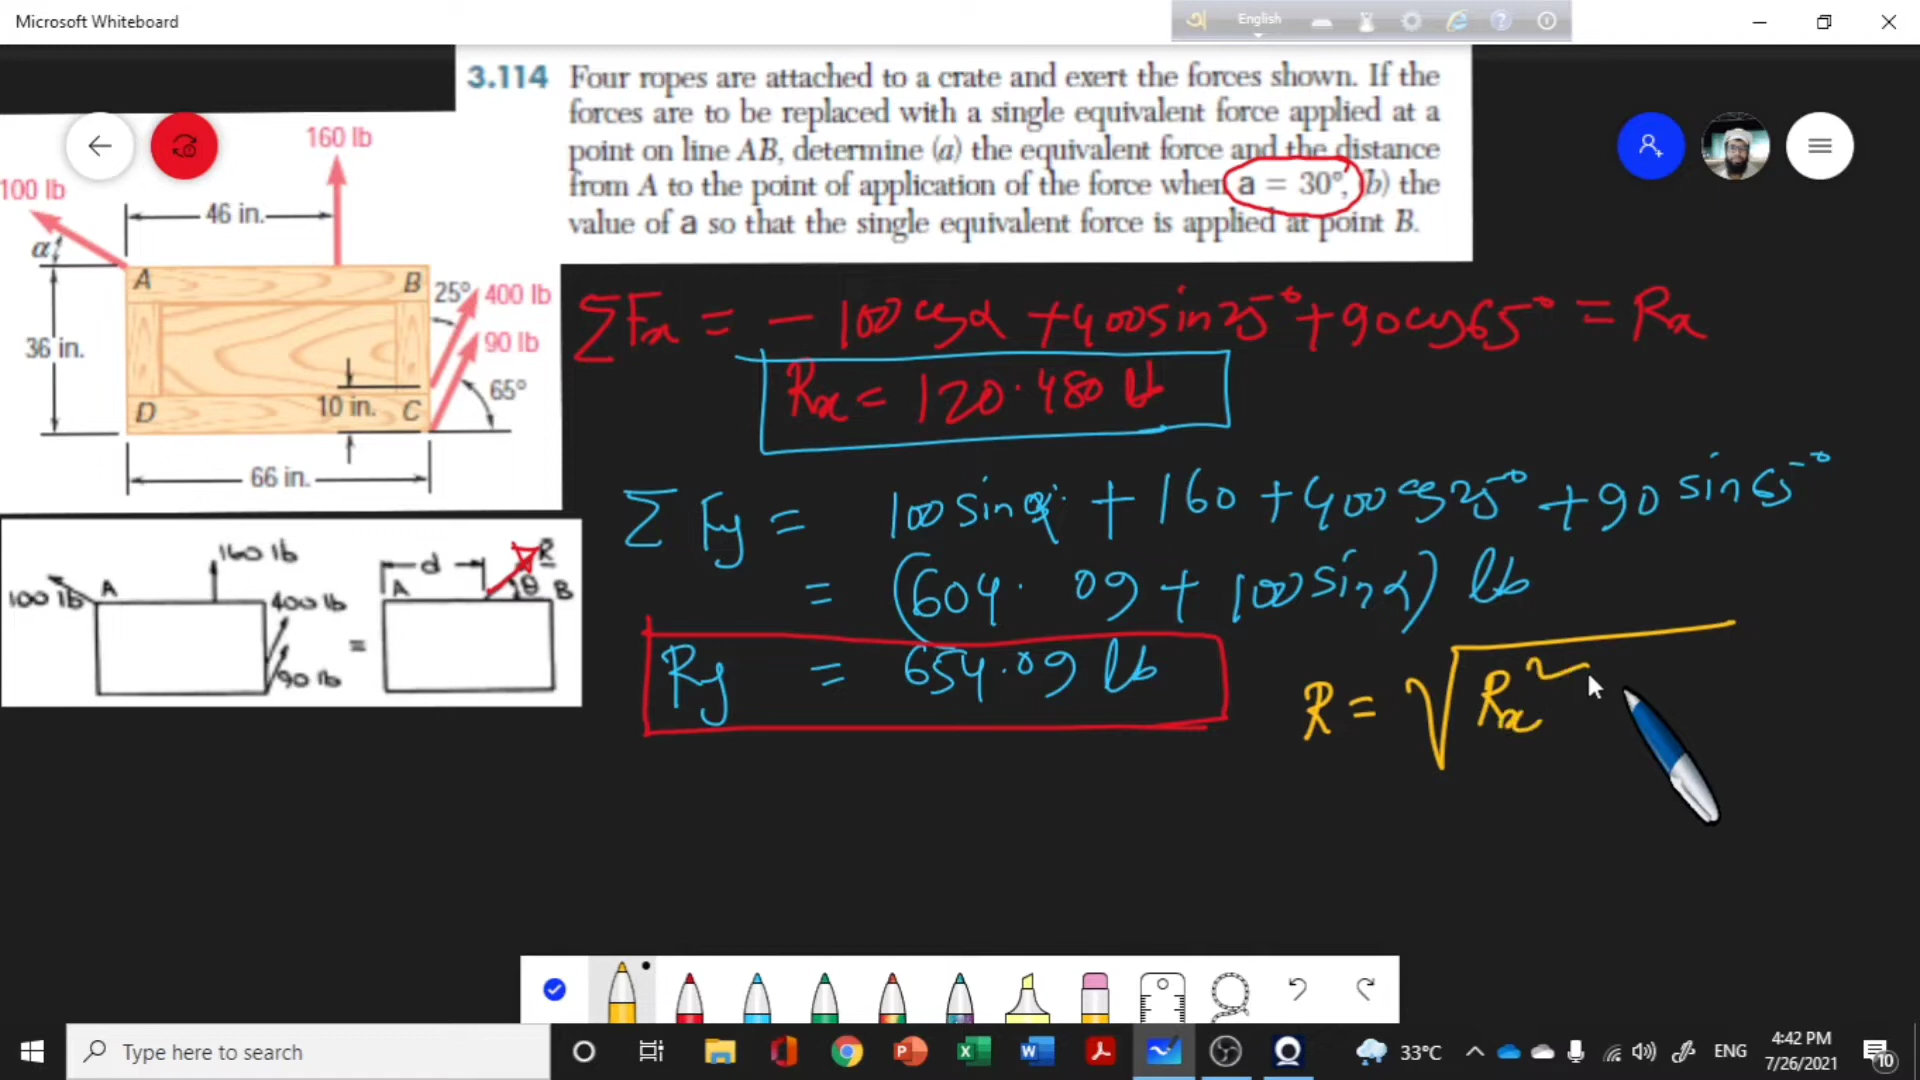 Microsoft Whiteboard
English
3.114 Four ropes are attached to a crate and exert the forces shown. If the
forces are to be replaced with a single equivalent force applied at a
point on line AB, determine (a) the equivalent force and the distance
from A to the point of application of the force when a = 30°, (b) the
value of a so that the single equivalent force is applied at point B.
160 lb
100 lb
46 in.
α
A
B
25°
400 lb
36 in.
90 lb
65°
D
10 in.
C
66 in.
ΣFx = - 100 cos α + 400 sin 25° + 90 cos 65° = Rx
Rx = 120.480 lb
Σ Fy = 100 sin α + 160 + 400 cos 25° + 90 sin 65°
= (604.09 + 100 sin α) lb
Ry = 654.09 lb
R = √Rx²
160 lb
100 lb A
400 lb
90 lb
=
d
R
A
θ
B
Type here to search
33°C
ENG
4:42 PM
7/26/2021
10